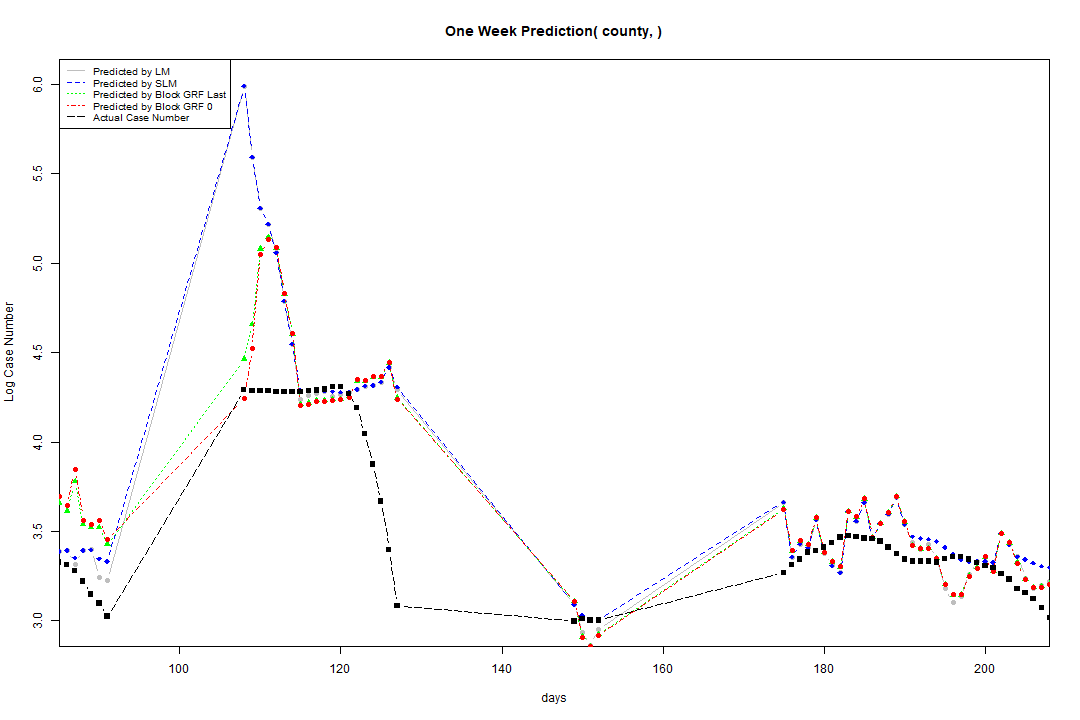 One Week Prediction( county, )
Predicted by LM
Predicted by SLM
Predicted by Block GRF Last
Predicted by Block GRF 0
Actual Case Number
6.0
5.5
5.0
4.5
4.0
3.5
3.0
Log Case Number
100 120 140 160 180 200
days